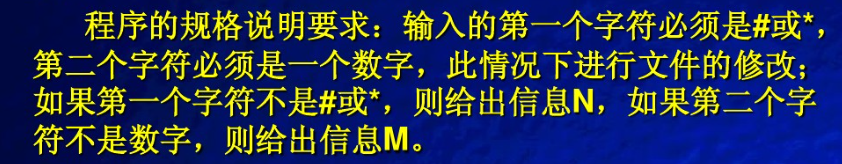 程序的规格说明要求：输入的第一个字符必须是#或*，
第二个字符必须是一个数字，此情况下进行文件的修改；
如果第一个字符不是#或*，则给出信息N，如果第二个字
符不是数字，则给出信息M。